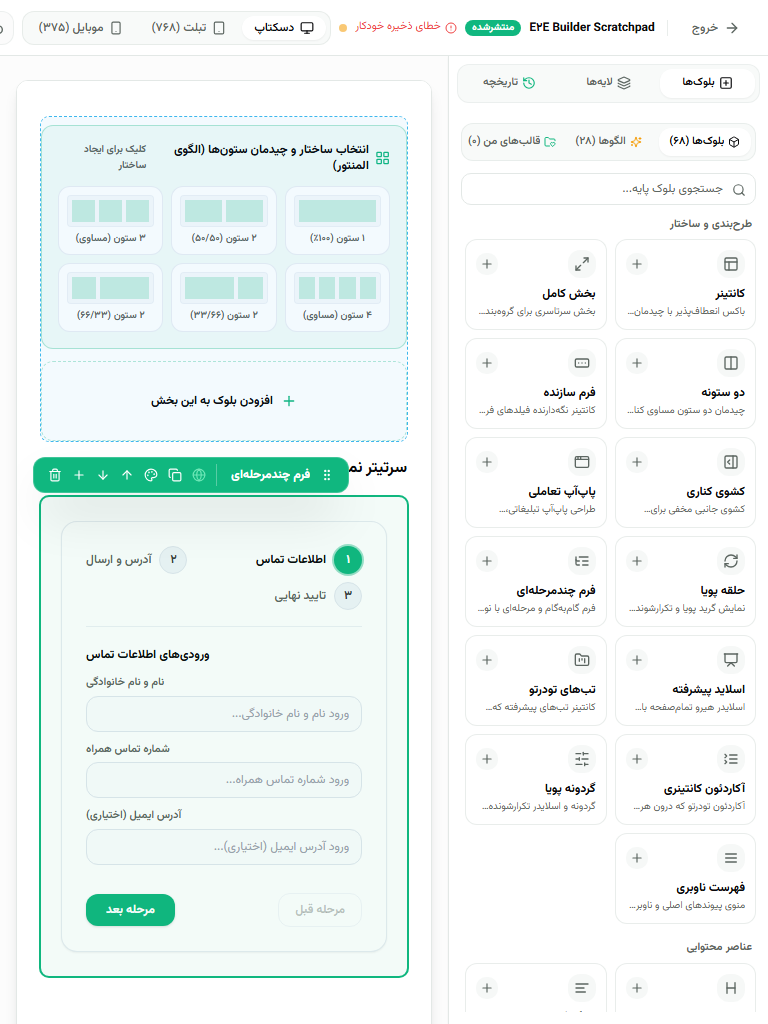 خروج
E2E Builder Scratchpad
منتشرشده
خطای ذخیره خودکار
دسکتاپ
تبلت (۷۶۸)
موبایل (۳۷۵)
بلوک‌ها
لایه‌ها
تاریخچه
بلوک‌ها (۶۸)
الگوها (۲۸)
قالب‌های من (۰)
جستجوی بلوک پایه...
طرح‌بندی و ساختار
کانتینر
باکس انعطاف‌پذیر با چیدمان...
بخش کامل
بخش سرتاسری برای گروه‌بند...
دو ستونه
چیدمان دو ستون مساوی کنا...
فرم سازنده
کانتینر نگه‌دارنده فیلدهای فر...
کشوی کناری
کشوی جانبی مخفی برای...
پاپ‌آپ تعاملی
طراحی پاپ‌آپ تبلیغاتی،...
حلقه پویا
نمایش گرید پویا و تکرارشوند...
فرم چندمرحله‌ای
فرم گام‌به‌گام و مرحله‌ای با نو...
اسلاید پیشرفته
اسلایدر هیرو تمام‌صفحه با...
تب‌های تودرتو
کانتینر تب‌های پیشرفته که...
آکاردئون کانتینری
آکاردئون تودرتو که درون هر...
گردونه پویا
گردونه و اسلایدر تکرارشونده...
فهرست ناوبری
منوی پیوندهای اصلی و ناوبر...
عناصر محتوایی
انتخاب ساختار و چیدمان ستون‌ها (الگوی
المنتور)
کلیک برای ایجاد
ساختار
۱ ستون (۱۰۰٪)
۲ ستون (۵۰/۵۰)
۳ ستون (مساوی)
۴ ستون (مساوی)
۲ ستون (۳۳/۶۶)
۲ ستون (۶۶/۳۳)
افزودن بلوک به این بخش
سرتیتر نم
فرم چندمرحله‌ای
۱ اطلاعات تماس
۲ آدرس و ارسال
۳ تایید نهایی
ورودی‌های اطلاعات تماس
نام و نام خانوادگی
ورود نام و نام خانوادگی...
شماره تماس همراه
ورود شماره تماس همراه...
آدرس ایمیل (اختیاری)
ورود آدرس ایمیل (اختیاری)...
مرحله قبل
مرحله بعد